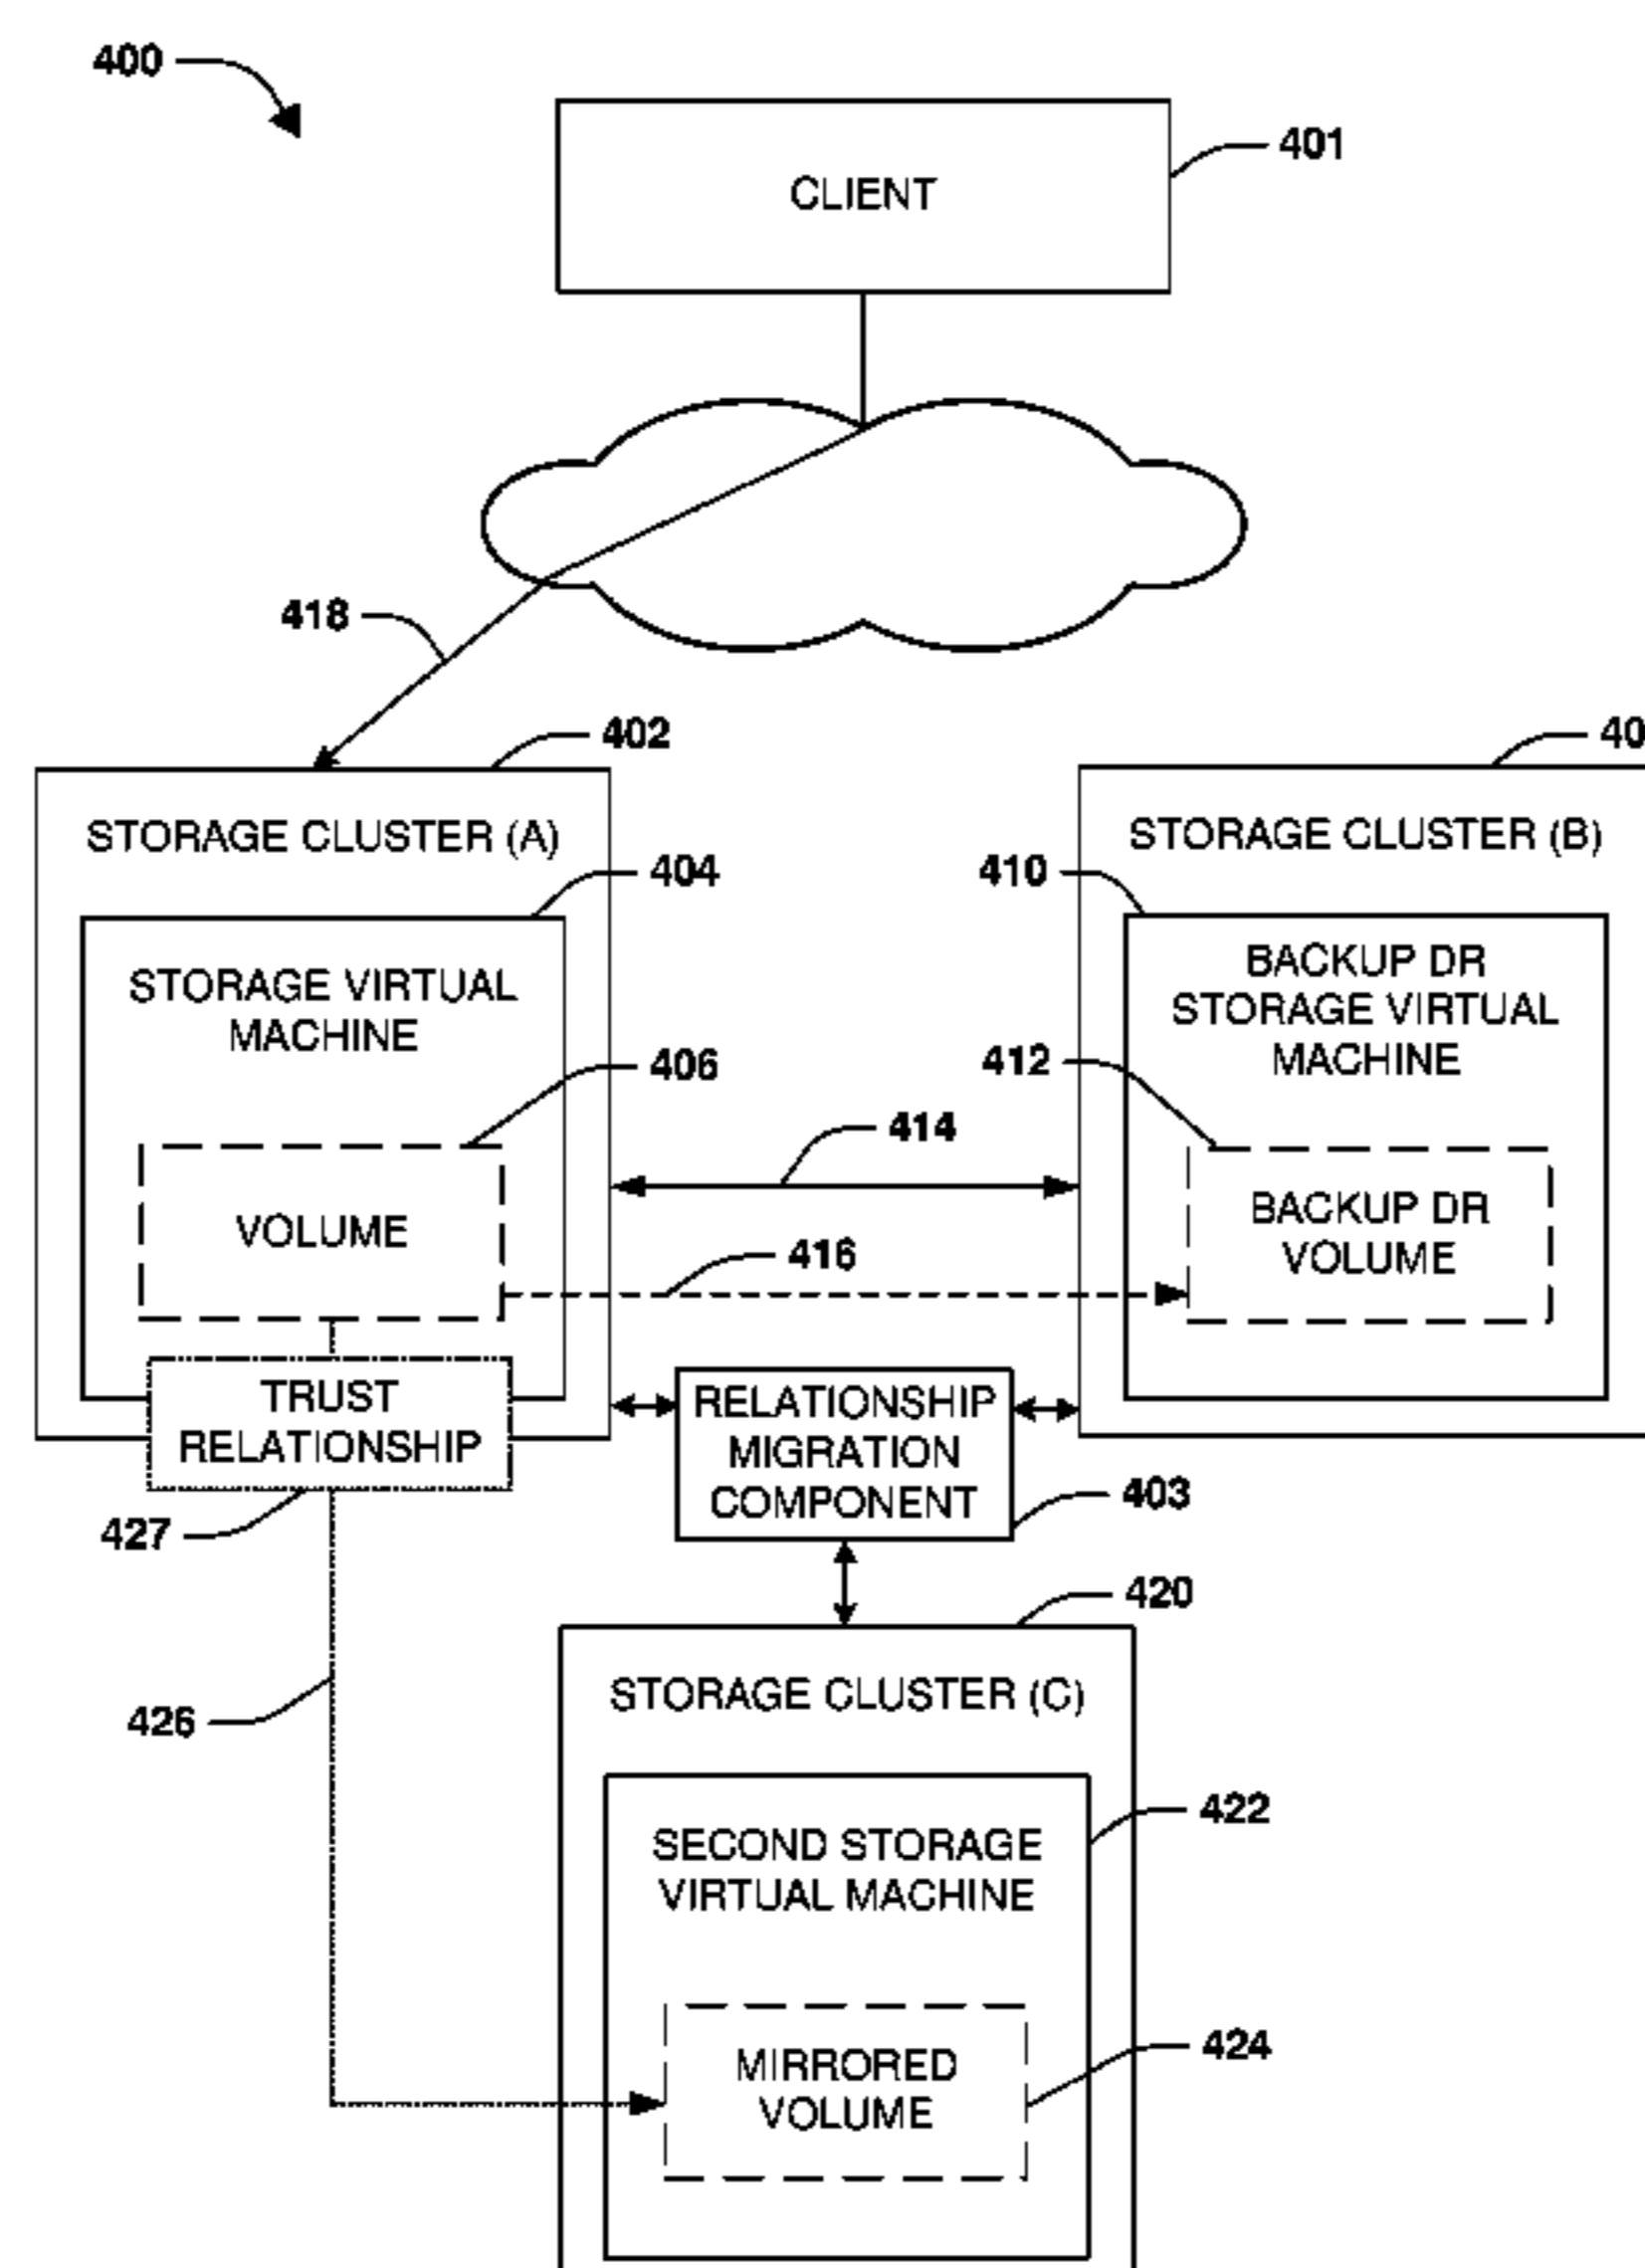 400
401
CLIENT
418
402
40
STORAGE CLUSTER (A)
STORAGE CLUSTER (B)
404
410
STORAGE VIRTUAL
MACHINE
BACKUP DR
STORAGE VIRTUAL
MACHINE
406
412
414
VOLUME
BACKUP DR
VOLUME
416
TRUST
RELATIONSHIP
RELATIONSHIP
MIGRATION
COMPONENT
403
427
420
426
STORAGE CLUSTER (C)
422
SECOND STORAGE
VIRTUAL MACHINE
424
MIRRORED
VOLUME